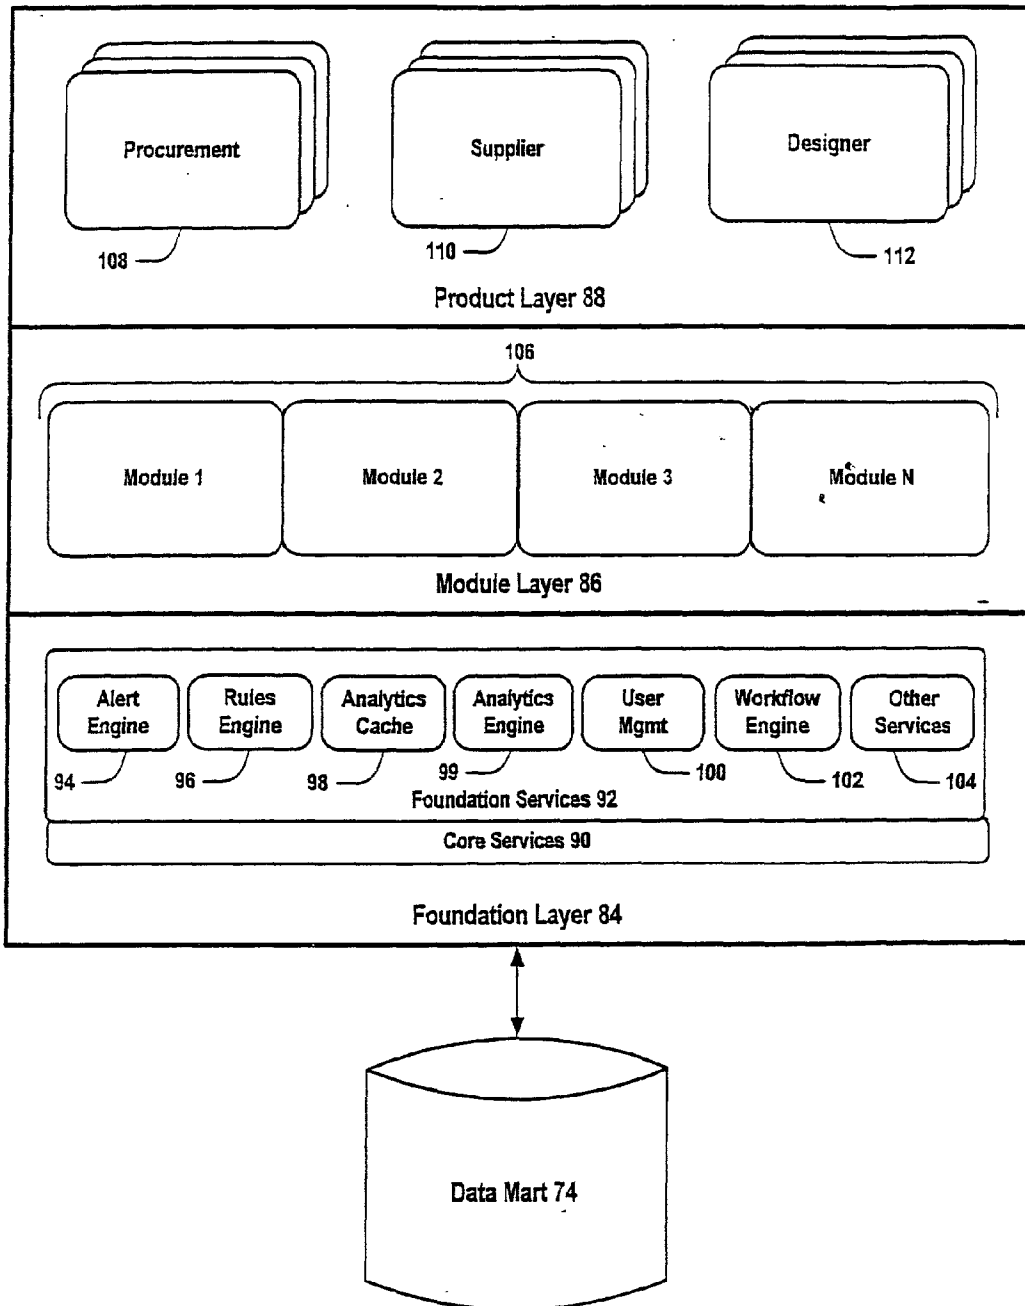 Procurement
Supplier
Designer
108
110
112
Product Layer 88
106
Module 1
Module 2
Module 3
Module N
Module Layer 86
Alert
Engine
Rules
Engine
Analytics
Cache
Analytics
Engine
User
Mgmt
Workflow
Engine
Other
Services
94
96
98
99
100
102
104
Foundation Services 92
Core Services 90
Foundation Layer 84
Data Mart 74